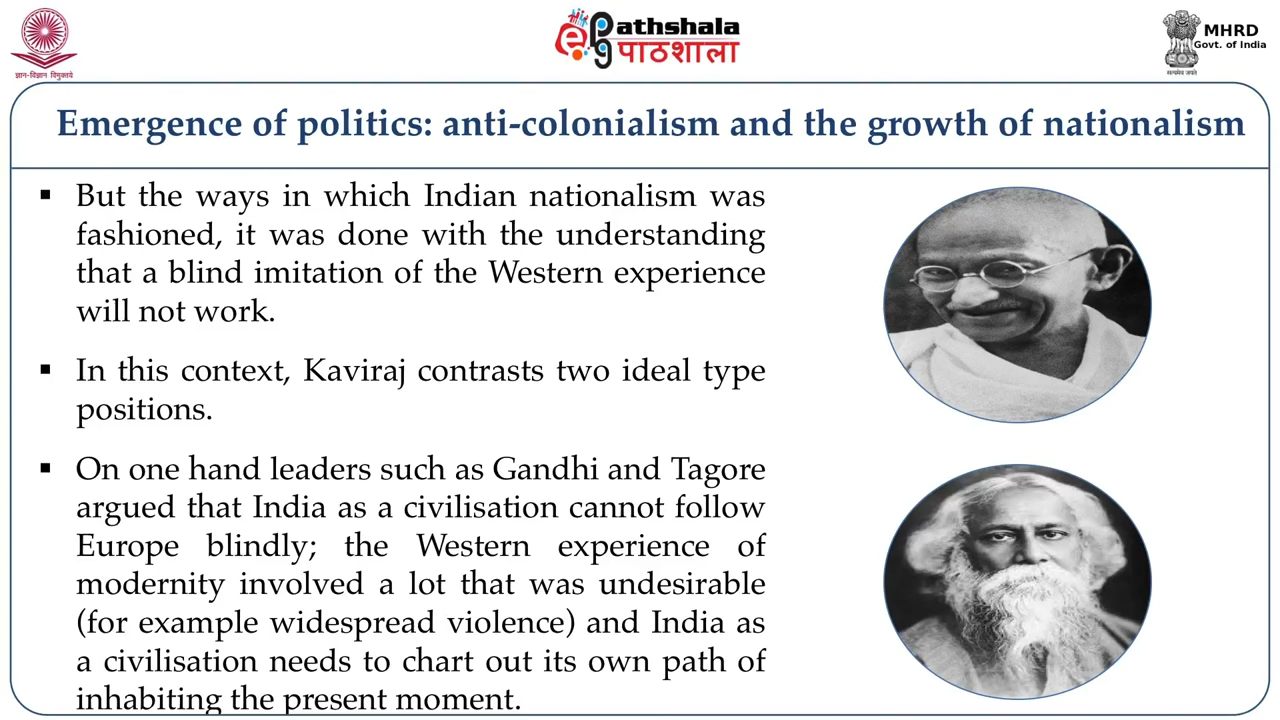 ज्ञान-विज्ञान विमुक्तये
ePG Pathshala
पाठशाला
MHRD
Govt. of India
सत्यमेव जयते
Emergence of politics: anti-colonialism and the growth of nationalism
▪ But the ways in which Indian nationalism was
fashioned, it was done with the understanding
that a blind imitation of the Western experience
will not work.
▪ In this context, Kaviraj contrasts two ideal type
positions.
▪ On one hand leaders such as Gandhi and Tagore
argued that India as a civilisation cannot follow
Europe blindly; the Western experience of
modernity involved a lot that was undesirable
(for example widespread violence) and India as
a civilisation needs to chart out its own path of
inhabiting the present moment.